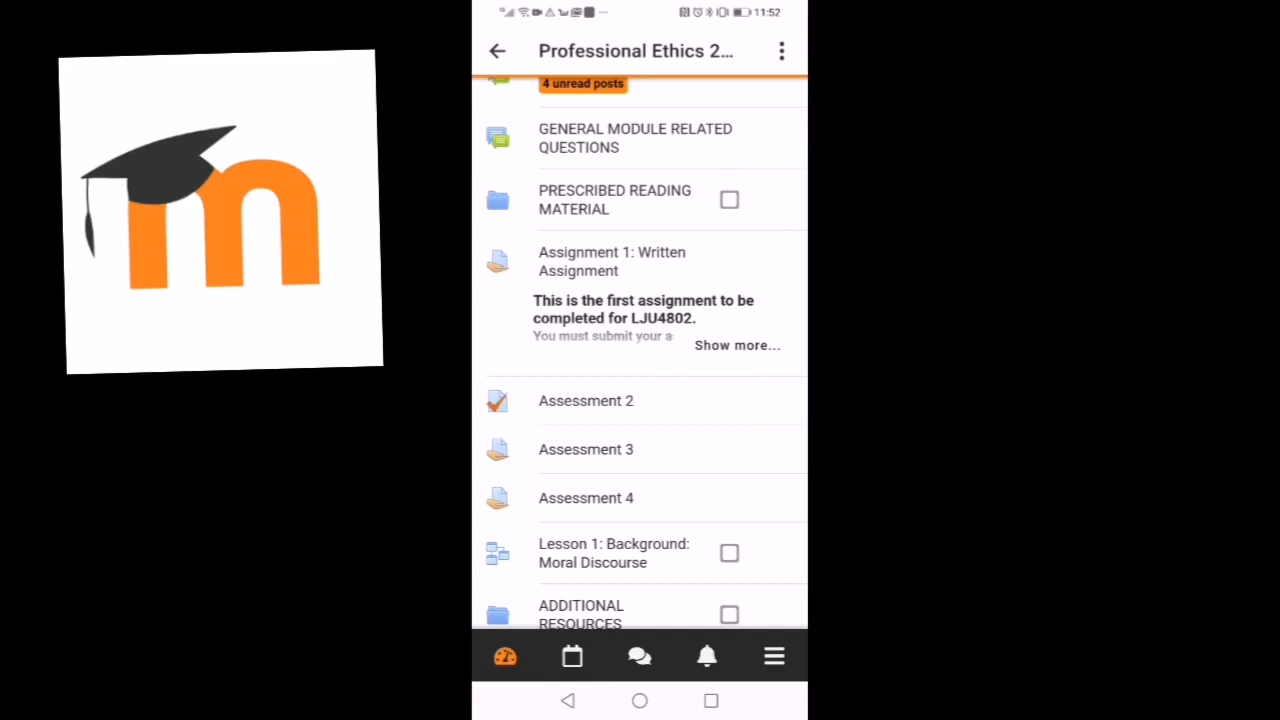 11:52
Professional Ethics 2...
4 unread posts
GENERAL MODULE RELATED
QUESTIONS
PRESCRIBED READING
MATERIAL
Assignment 1: Written
Assignment
This is the first assignment to be
completed for LJU4802.
You must submit your a
Show more...
Assessment 2
Assessment 3
Assessment 4
Lesson 1: Background:
Moral Discourse
ADDITIONAL
RESOURCES
m